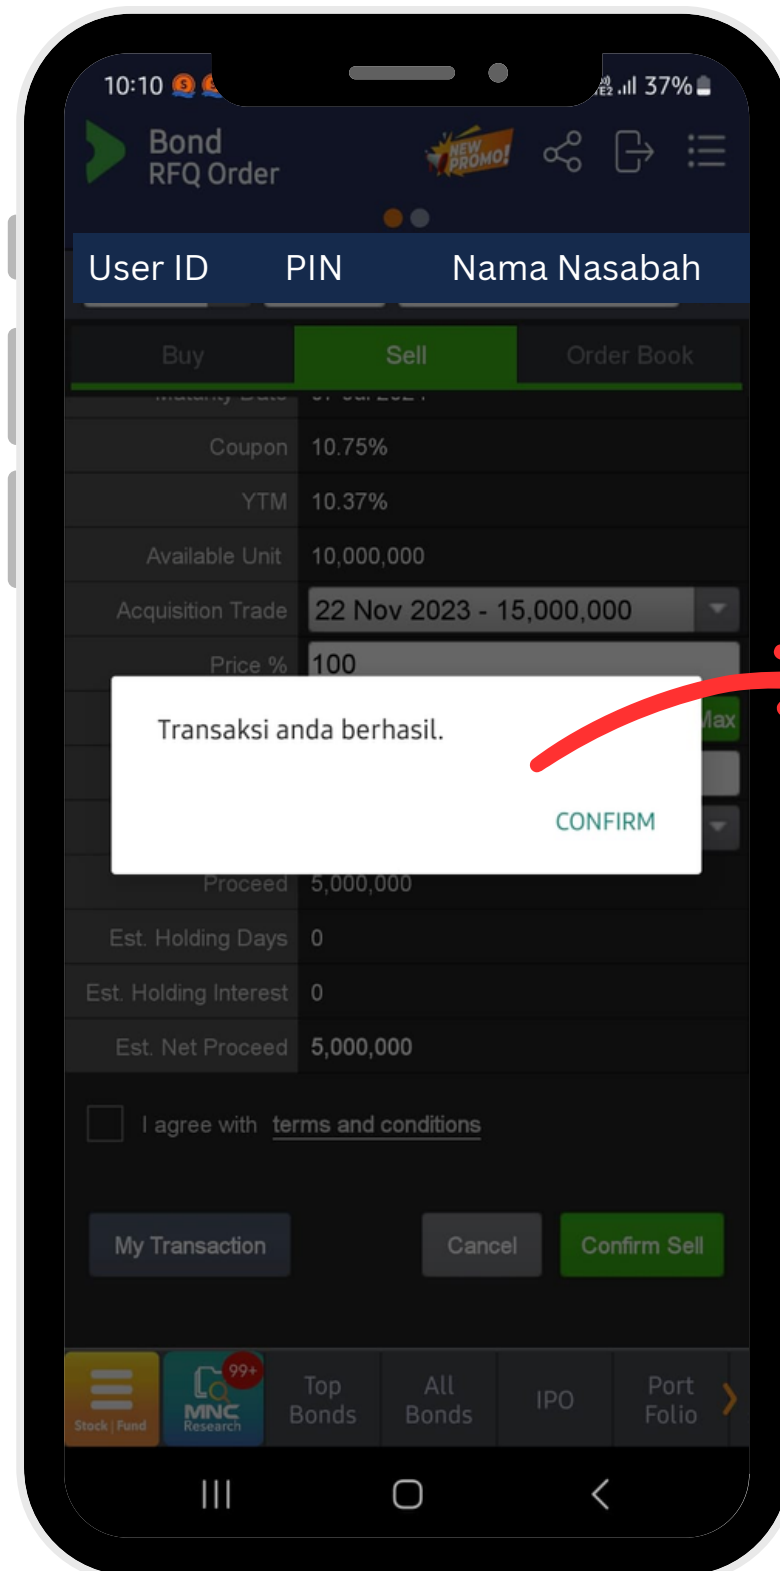 10:10
37%
Bond
RFQ Order
NEW
PROMO!
User ID PIN Nama Nasabah
Buy Sell Order Book
Maturity Date
Coupon 10.75%
YTM 10.37%
Available Unit 10,000,000
Acquisition Trade 22 Nov 2023 - 15,000,000
Price % 100
Max
Transaksi anda berhasil.
CONFIRM
Proceed 5,000,000
Est. Holding Days 0
Est. Holding Interest 0
Est. Net Proceed 5,000,000
I agree with terms and conditions
My Transaction Cancel Confirm Sell
Stock | Fund
99+
MNC
Research
Top
Bonds
All
Bonds
IPO
Port
Folio